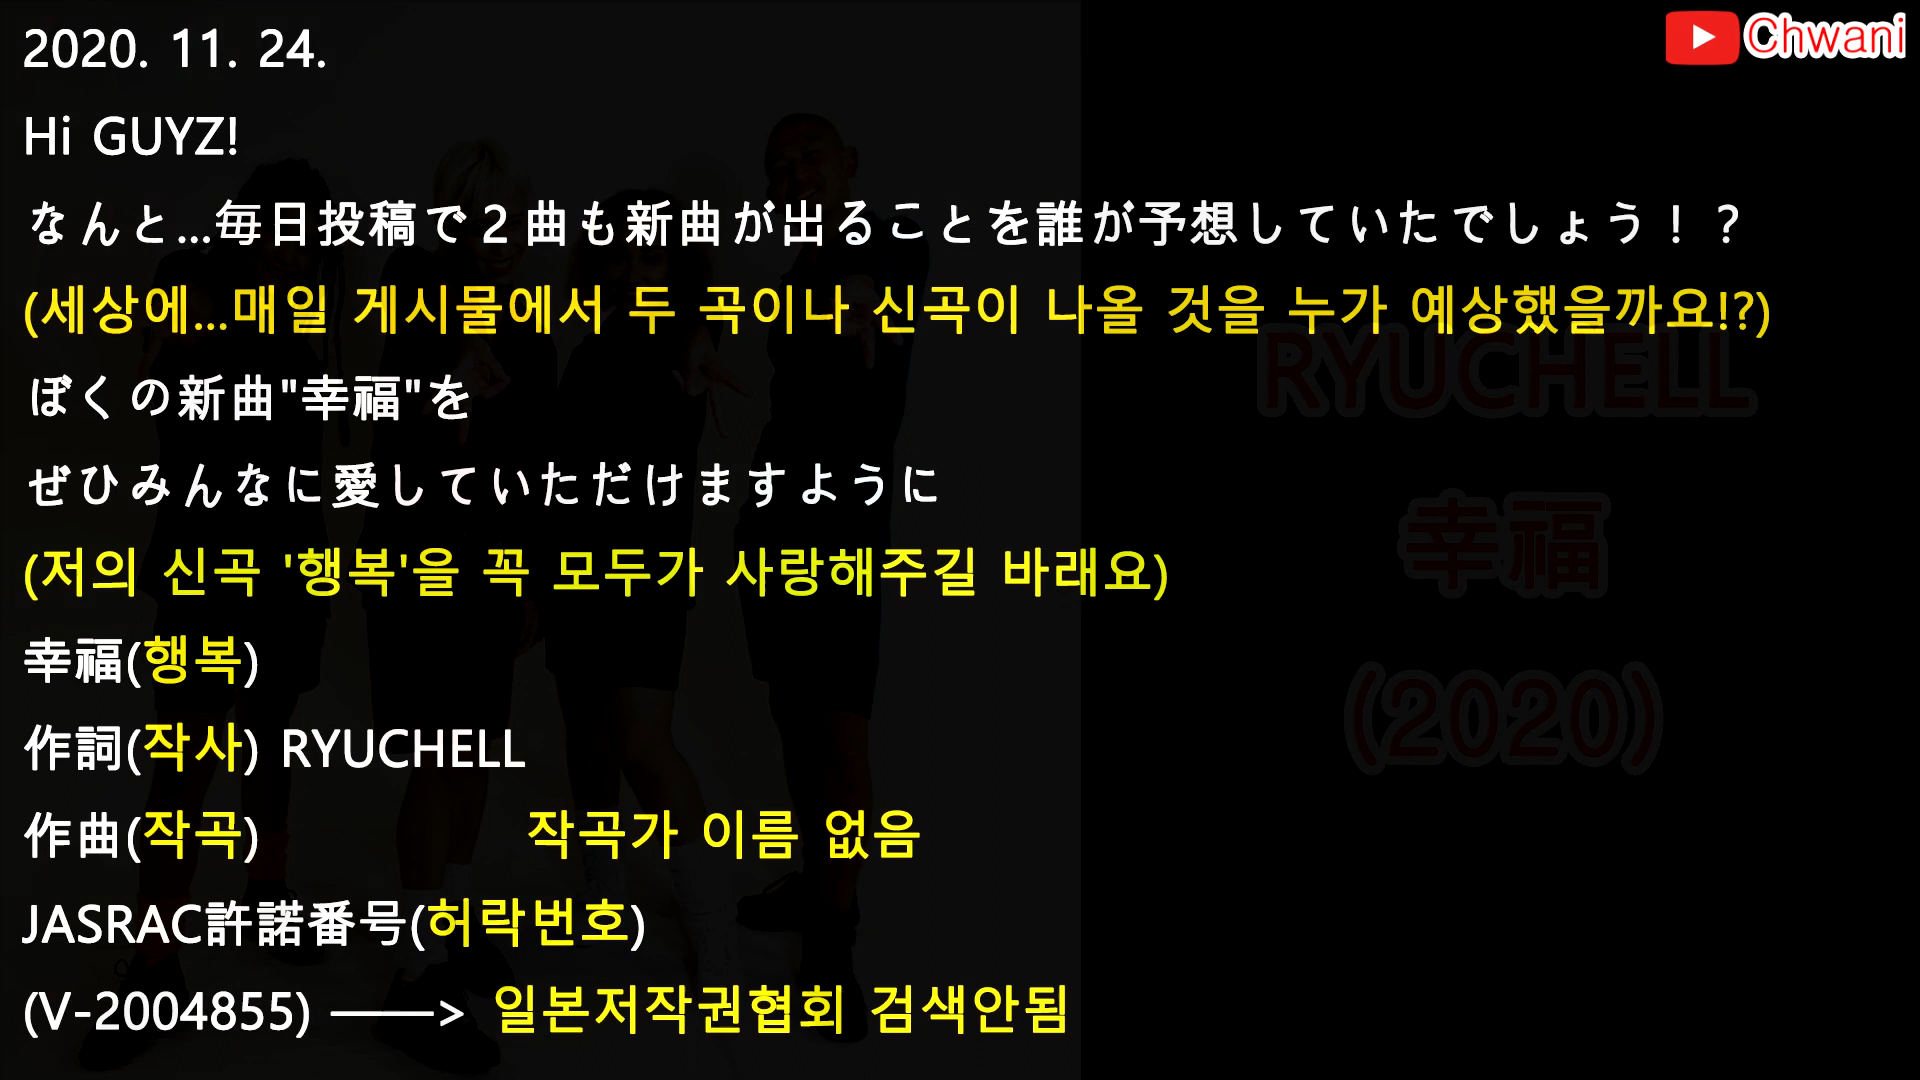 2020. 11. 24.
Chwani
Hi GUYZ!
なんと...毎日投稿で２曲も新曲が出ることを誰が予想していたでしょう！？
(세상에...매일 게시물에서 두 곡이나 신곡이 나올 것을 누가 예상했을까요!?)
ぼくの新曲"幸福"を
ぜひみんなに愛していただけますように
(저의 신곡 '행복'을 꼭 모두가 사랑해주길 바래요)
幸福(행복)
作詞(작사) RYUCHELL
作曲(작곡) 작곡가 이름 없음
JASRAC許諾番号(허락번호)
(V-2004855) ──> 일본저작권협회 검색안됨
RYUCHELL
幸福
(2020)